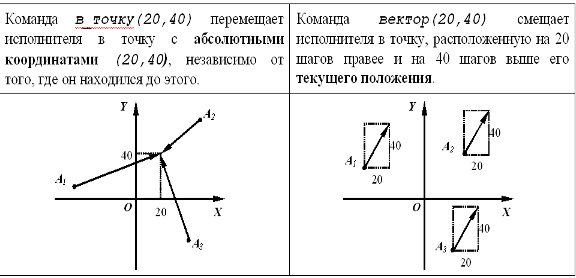 Команда в_точку(20,40) перемещает
исполнителя в точку с абсолютными
координатами (20,40), независимо от
того, где он находился до этого.
Команда вектор(20,40) смещает
исполнителя в точку, расположенную на 20
шагов правее и на 40 шагов выше его
текущего положения.
Y
A2
40
A1
O
20
X
A3
Y
A1
40
20
A2
40
20
O
X
A3
40
20